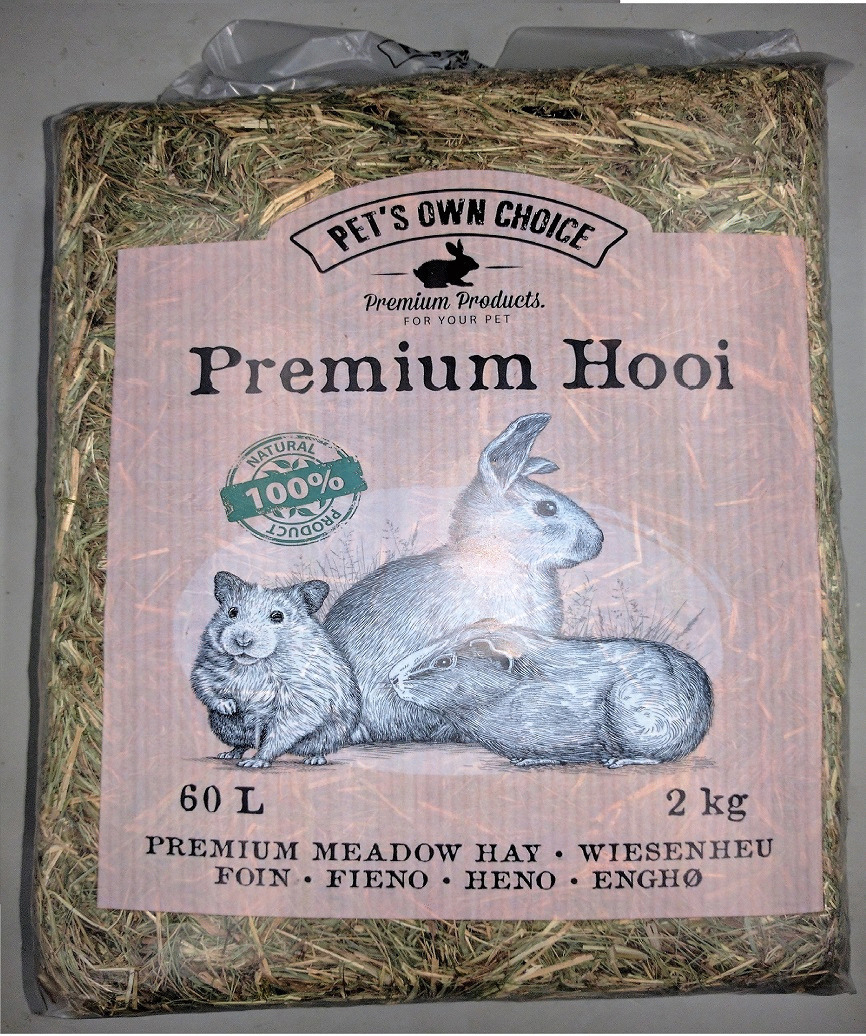 PET'S OWN CHOICE
Premium Products.
FOR YOUR PET
Premium Hooi
NATURAL
100%
PRODUCT
60 L
2 kg
PREMIUM MEADOW HAY • WIESENHEU
FOIN • FIENO • HENO • ENGHØ